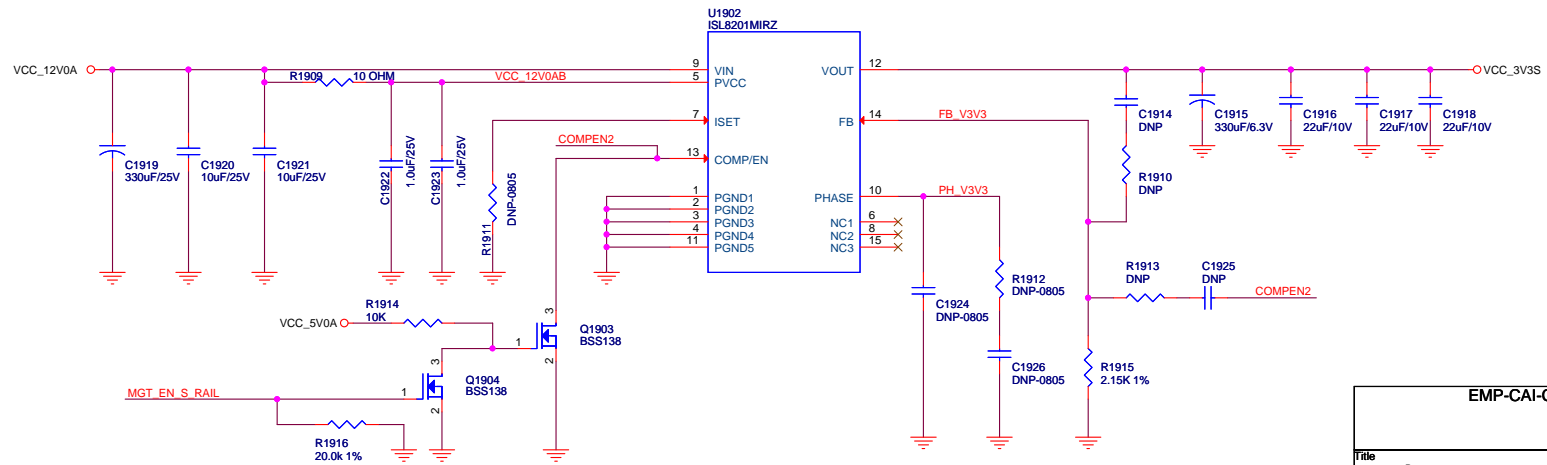 U1902
ISL8201MIRZ
VCC_12V0A
R1909
10 OHM
VCC_12V0AB
9
VIN
5
PVCC
7
ISET
COMPEN2
13
COMP/EN
1
PGND1
2
PGND2
3
PGND3
4
PGND4
11
PGND5
VOUT
12
FB
14
FB_V3V3
PHASE
10
PH_V3V3
NC1
6
NC2
8
NC3
15
VCC_3V3S
C1914
DNP
C1915
330uF/6.3V
C1916
22uF/10V
C1917
22uF/10V
C1918
22uF/10V
R1910
DNP
C1919
330uF/25V
C1920
10uF/25V
C1921
10uF/25V
C1922
1.0uF/25V
C1923
1.0uF/25V
R1911
DNP-0805
R1912
DNP-0805
C1924
DNP-0805
C1926
DNP-0805
R1913
DNP
C1925
DNP
COMPEN2
R1915
2.15K 1%
R1914
10K
VCC_5V0A
3
1
2
Q1903
BSS138
3
1
2
Q1904
BSS138
MGT_EN_S_RAIL
R1916
20.0k 1%
EMP-CAI-
Title